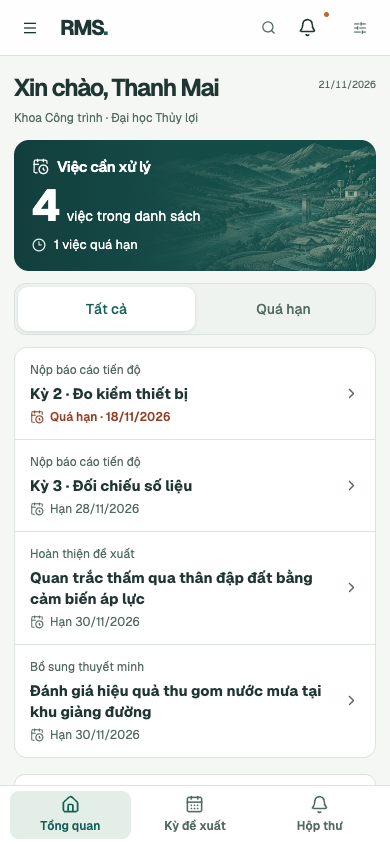 RMS.
Xin chào, Thanh Mai
21/11/2026
Khoa Công trình · Đại học Thủy lợi
Việc cần xử lý
4 việc trong danh sách
1 việc quá hạn
Tất cả
Quá hạn
Nộp báo cáo tiến độ
Kỳ 2 · Đo kiểm thiết bị
Quá hạn · 18/11/2026
Nộp báo cáo tiến độ
Kỳ 3 · Đối chiếu số liệu
Hạn 28/11/2026
Hoàn thiện đề xuất
Quan trắc thấm qua thân đập đất bằng
cảm biến áp lực
Hạn 30/11/2026
Bổ sung thuyết minh
Đánh giá hiệu quả thu gom nước mưa tại
khu giảng đường
Hạn 30/11/2026
Tổng quan
Kỳ đề xuất
Hộp thư